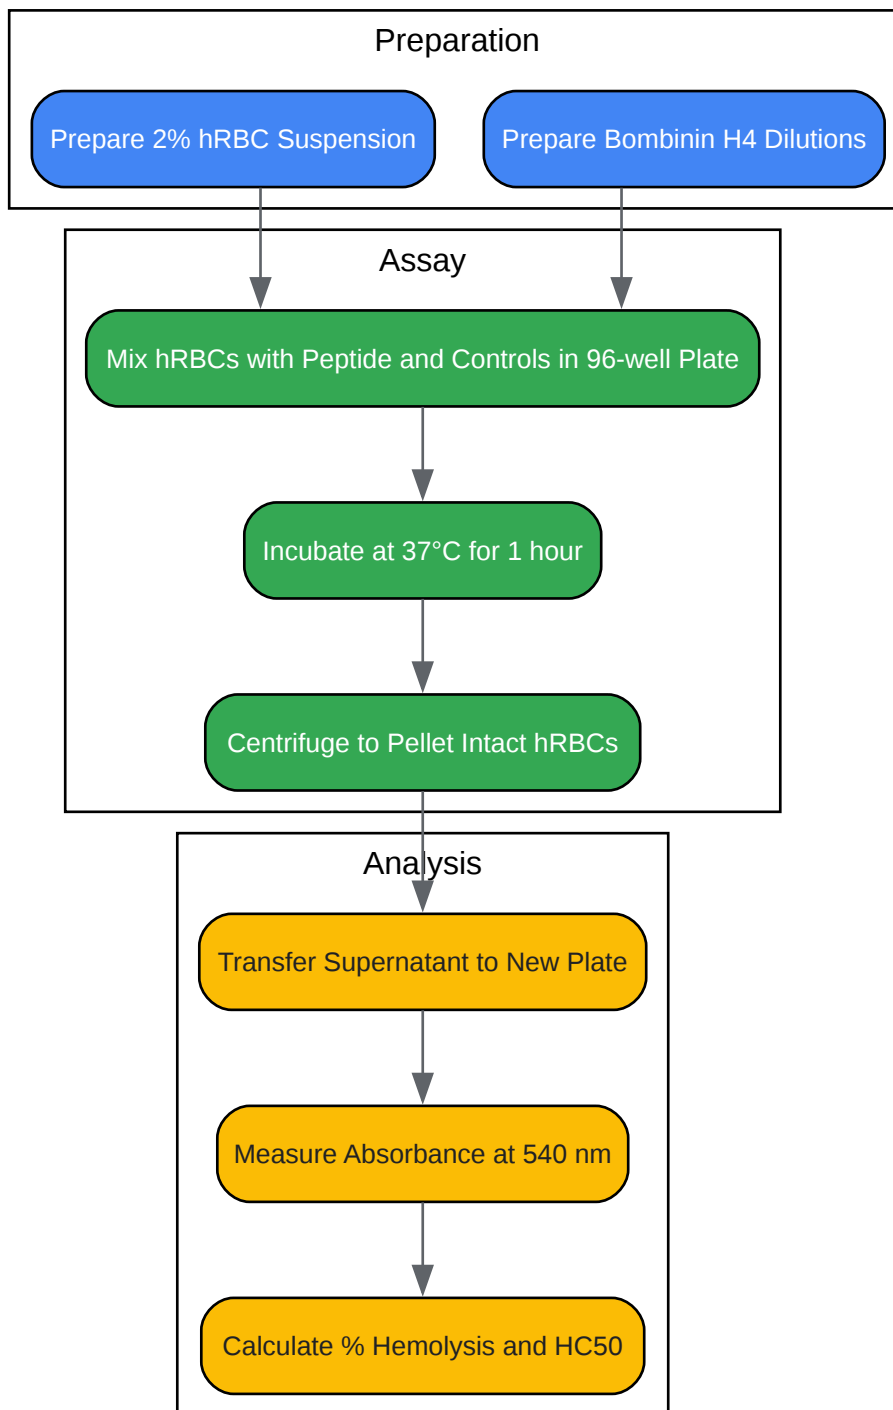 Preparation
Prepare 2% hRBC Suspension
Prepare Bombinin H4 Dilutions
Assay
Mix hRBCs with Peptide and Controls in 96-well Plate
Incubate at 37°C for 1 hour
Centrifuge to Pellet Intact hRBCs
Analysis
Transfer Supernatant to New Plate
Measure Absorbance at 540 nm
Calculate % Hemolysis and HC50